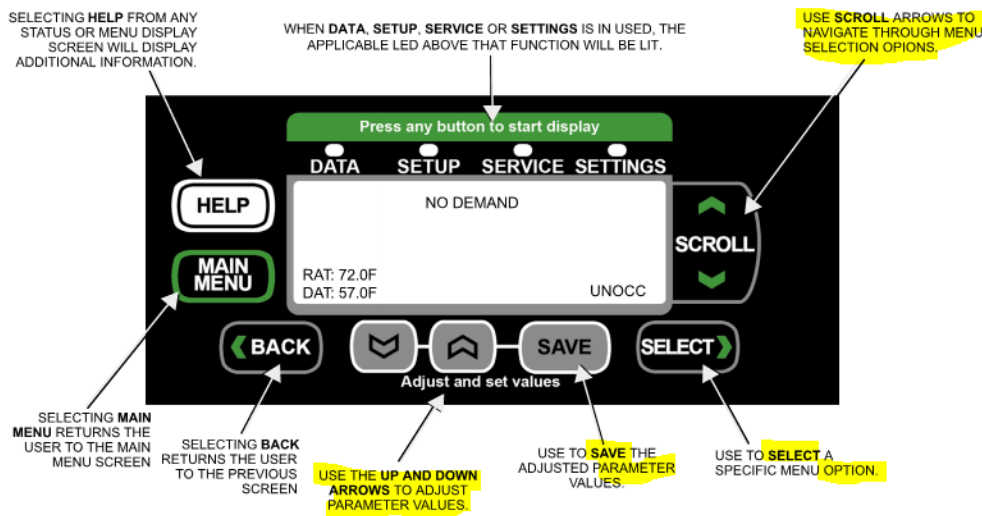 SELECTING HELP FROM ANY
STATUS OR MENU DISPLAY
SCREEN WILL DISPLAY
ADDITIONAL INFORMATION.
WHEN DATA, SETUP, SERVICE OR SETTINGS IS IN USED, THE
APPLICABLE LED ABOVE THAT FUNCTION WILL BE LIT.
USE SCROLL ARROWS TO
NAVIGATE THROUGH MENU
SELECTION OPIONS.
Press any button to start display
DATA SETUP SERVICE SETTINGS
HELP
NO DEMAND
SCROLL
MAIN
MENU
RAT: 72.0F
DAT: 57.0F
UNOCC
BACK
SAVE
SELECT
Adjust and set values
SELECTING MAIN
MENU RETURNS THE
USER TO THE MAIN
MENU SCREEN
SELECTING BACK
RETURNS THE USER
TO THE PREVIOUS
SCREEN
USE THE UP AND DOWN
ARROWS TO ADJUST
PARAMETER VALUES.
USE TO SAVE THE
ADJUSTED PARAMETER
VALUES.
USE TO SELECT A
SPECIFIC MENU OPTION.